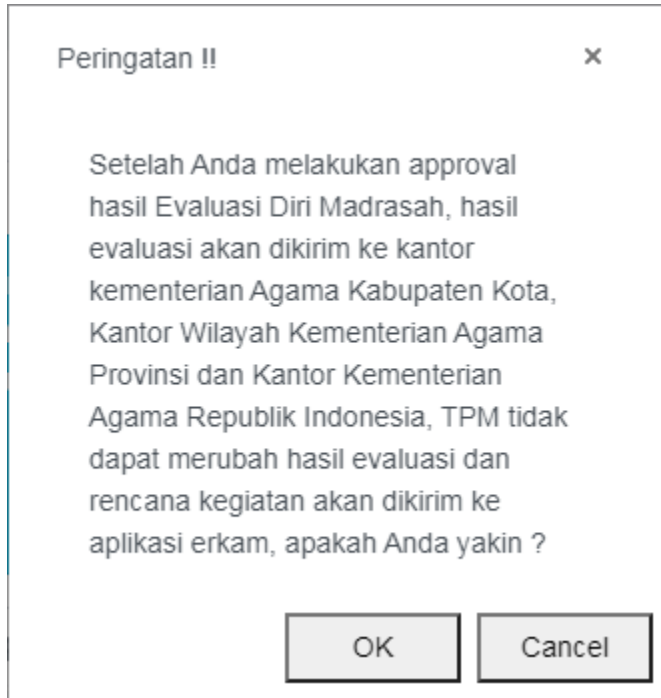 Peringatan !! ×
Setelah Anda melakukan approval
hasil Evaluasi Diri Madrasah, hasil
evaluasi akan dikirim ke kantor
kementerian Agama Kabupaten Kota,
Kantor Wilayah Kementerian Agama
Provinsi dan Kantor Kementerian
Agama Republik Indonesia, TPM tidak
dapat merubah hasil evaluasi dan
rencana kegiatan akan dikirim ke
aplikasi erkam, apakah Anda yakin ?
OK Cancel